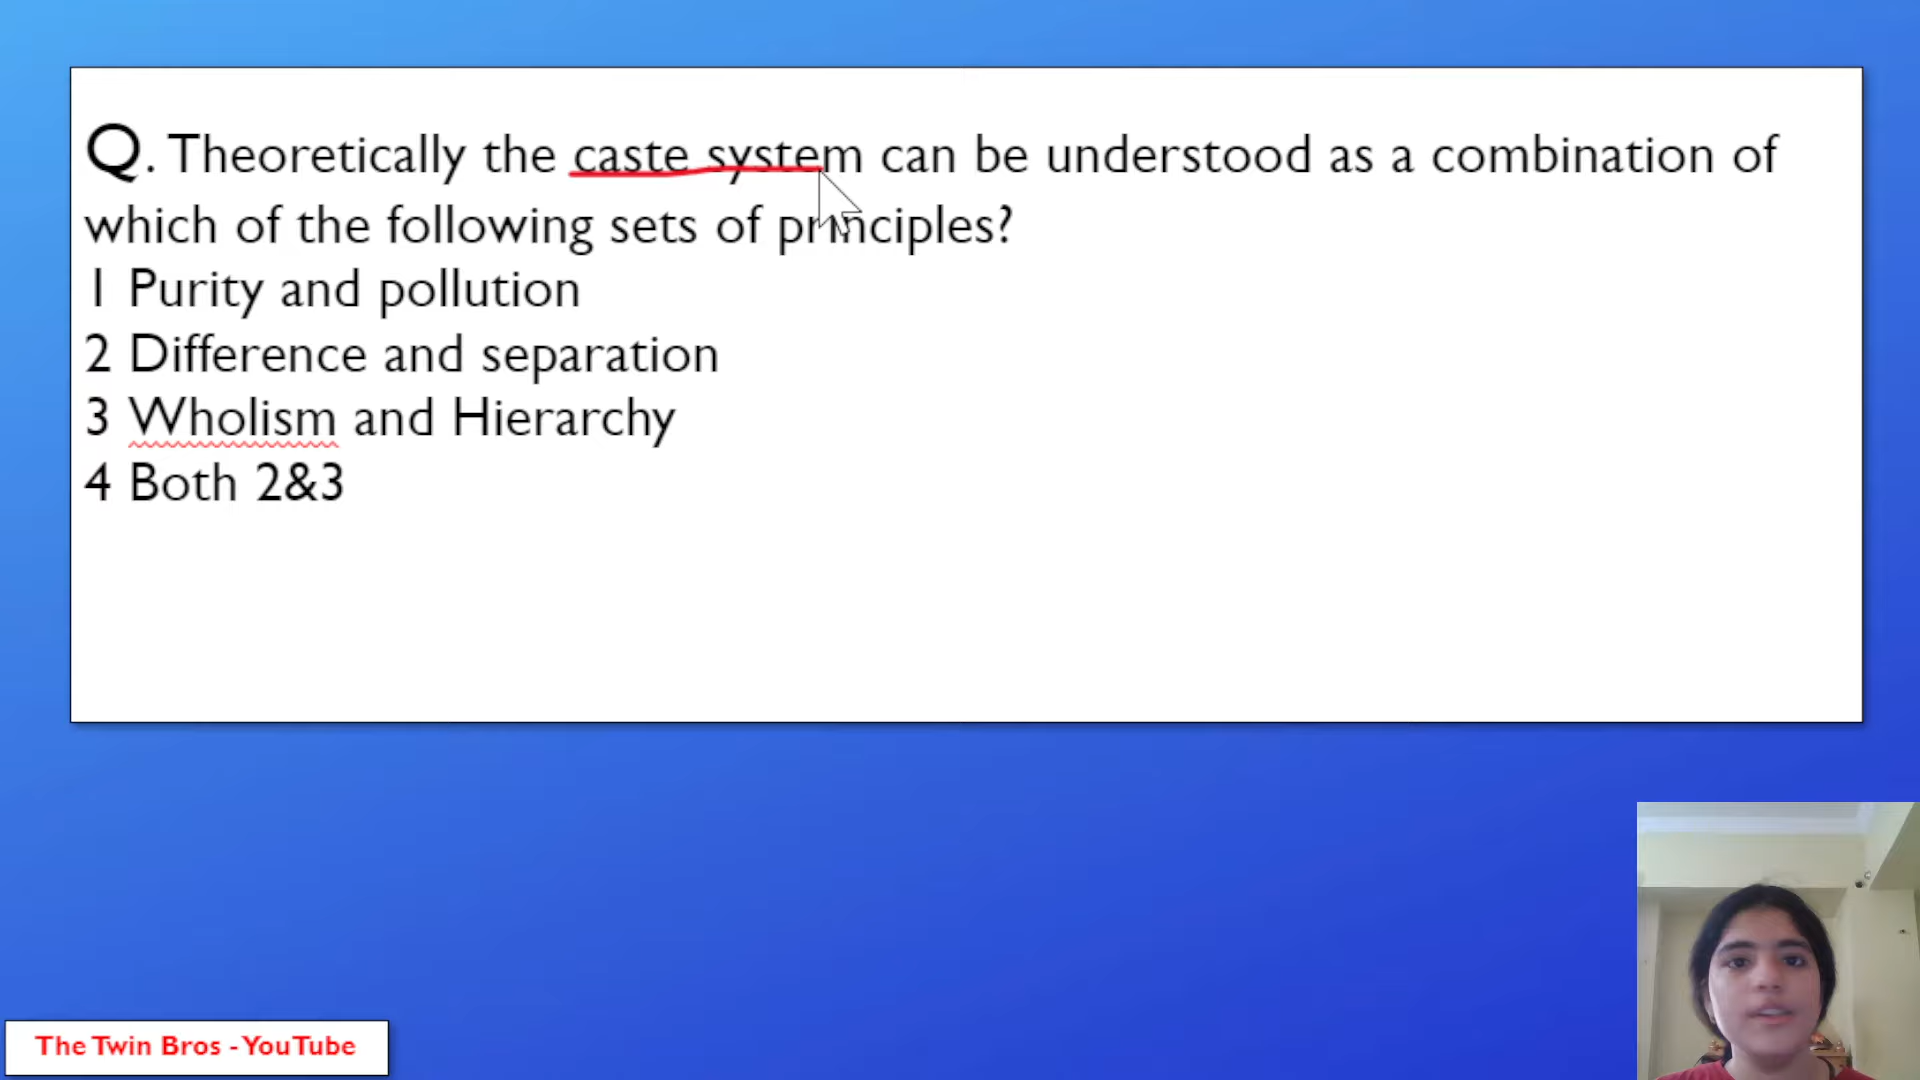 Q. Theoretically the caste system can be understood as a combination of
which of the following sets of principles?
1 Purity and pollution
2 Difference and separation
3 Wholism and Hierarchy
4 Both 2&3
The Twin Bros - YouTube